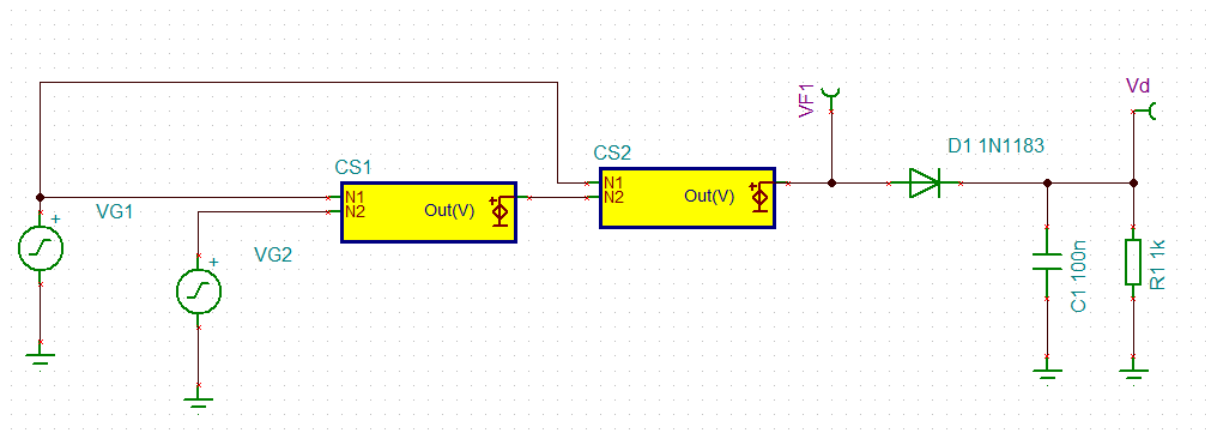 VG1
+
VG2
+
CS1
N1
N2
Out(V)
+
CS2
N1
N2
Out(V)
+
VF1
D1 1N1183
Vd
C1 100n
R1 1k